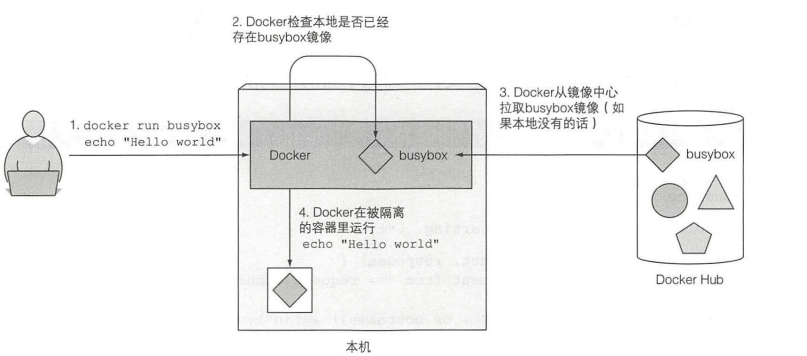 2. Docker检查本地是否已经
存在busybox镜像
3. Docker从镜像中心
拉取busybox镜像（如
果本地没有的话）
1. docker run busybox
echo "Hello world"
Docker
busybox
busybox
4. Docker在被隔离
的容器里运行
echo "Hello world"
Docker Hub
本机